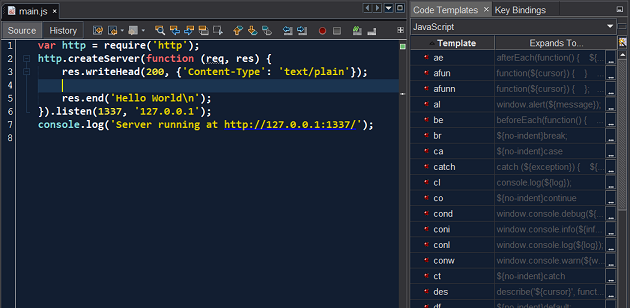 main.js
Source History
1 var http = require('http');
2 http.createServer(function (req, res) {
3 res.writeHead(200, {'Content-Type': 'text/plain'});
4
5 res.end('Hello World\n');
6 }).listen(1337, '127.0.0.1');
7 console.log('Server running at http://127.0.0.1:1337/');
8
Code Templates Key Bindings
JavaScript
Template Expands To...
ae afterEach(function() { ${...
afun function(${cursor}) { };
afunn function(${cursor}) { };
al window.alert(${message});
be beforeEach(function() {
br ${no-indent}break;
ca ${no-indent}case
catch catch (${exception}) { ${...
cl console.log(${log});
co ${no-indent}continue
cond window.console.debug(${...
coni window.console.info(${inf...
conl window.console.log(${log});
conw window.console.warn(${w...
ct ${no-indent}catch
des describe('${cursor}', funct...
df ${no-indent}default: